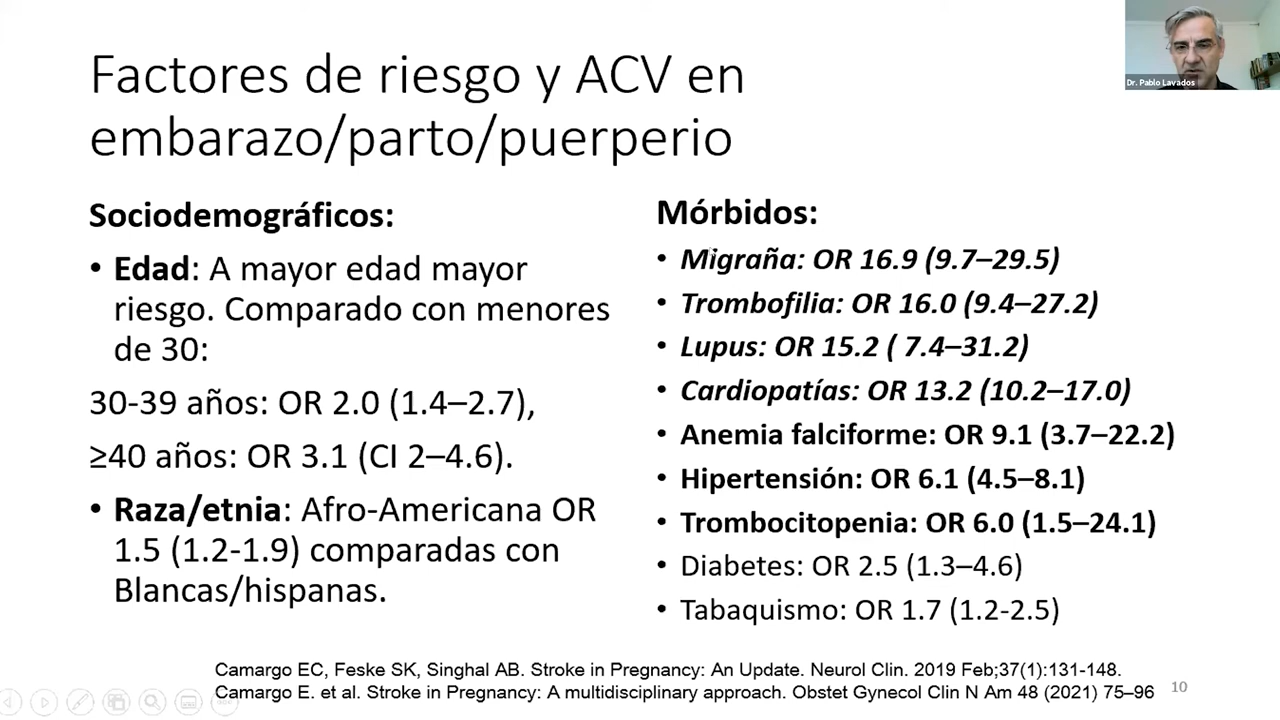 Factores de riesgo y ACV en
embarazo/parto/puerperio
Dr. Pablo Lavados
Sociodemográficos:
• Edad: A mayor edad mayor
riesgo. Comparado con menores
de 30:
30-39 años: OR 2.0 (1.4–2.7),
≥40 años: OR 3.1 (CI 2–4.6).
• Raza/etnia: Afro-Americana OR
1.5 (1.2-1.9) comparadas con
Blancas/hispanas.
Mórbidos:
• Migraña: OR 16.9 (9.7–29.5)
• Trombofilia: OR 16.0 (9.4–27.2)
• Lupus: OR 15.2 ( 7.4–31.2)
• Cardiopatías: OR 13.2 (10.2–17.0)
• Anemia falciforme: OR 9.1 (3.7–22.2)
• Hipertensión: OR 6.1 (4.5–8.1)
• Trombocitopenia: OR 6.0 (1.5–24.1)
• Diabetes: OR 2.5 (1.3–4.6)
• Tabaquismo: OR 1.7 (1.2-2.5)
Camargo EC, Feske SK, Singhal AB. Stroke in Pregnancy: An Update. Neurol Clin. 2019 Feb;37(1):131-148.
Camargo E. et al. Stroke in Pregnancy: A multidisciplinary approach. Obstet Gynecol Clin N Am 48 (2021) 75–96
10